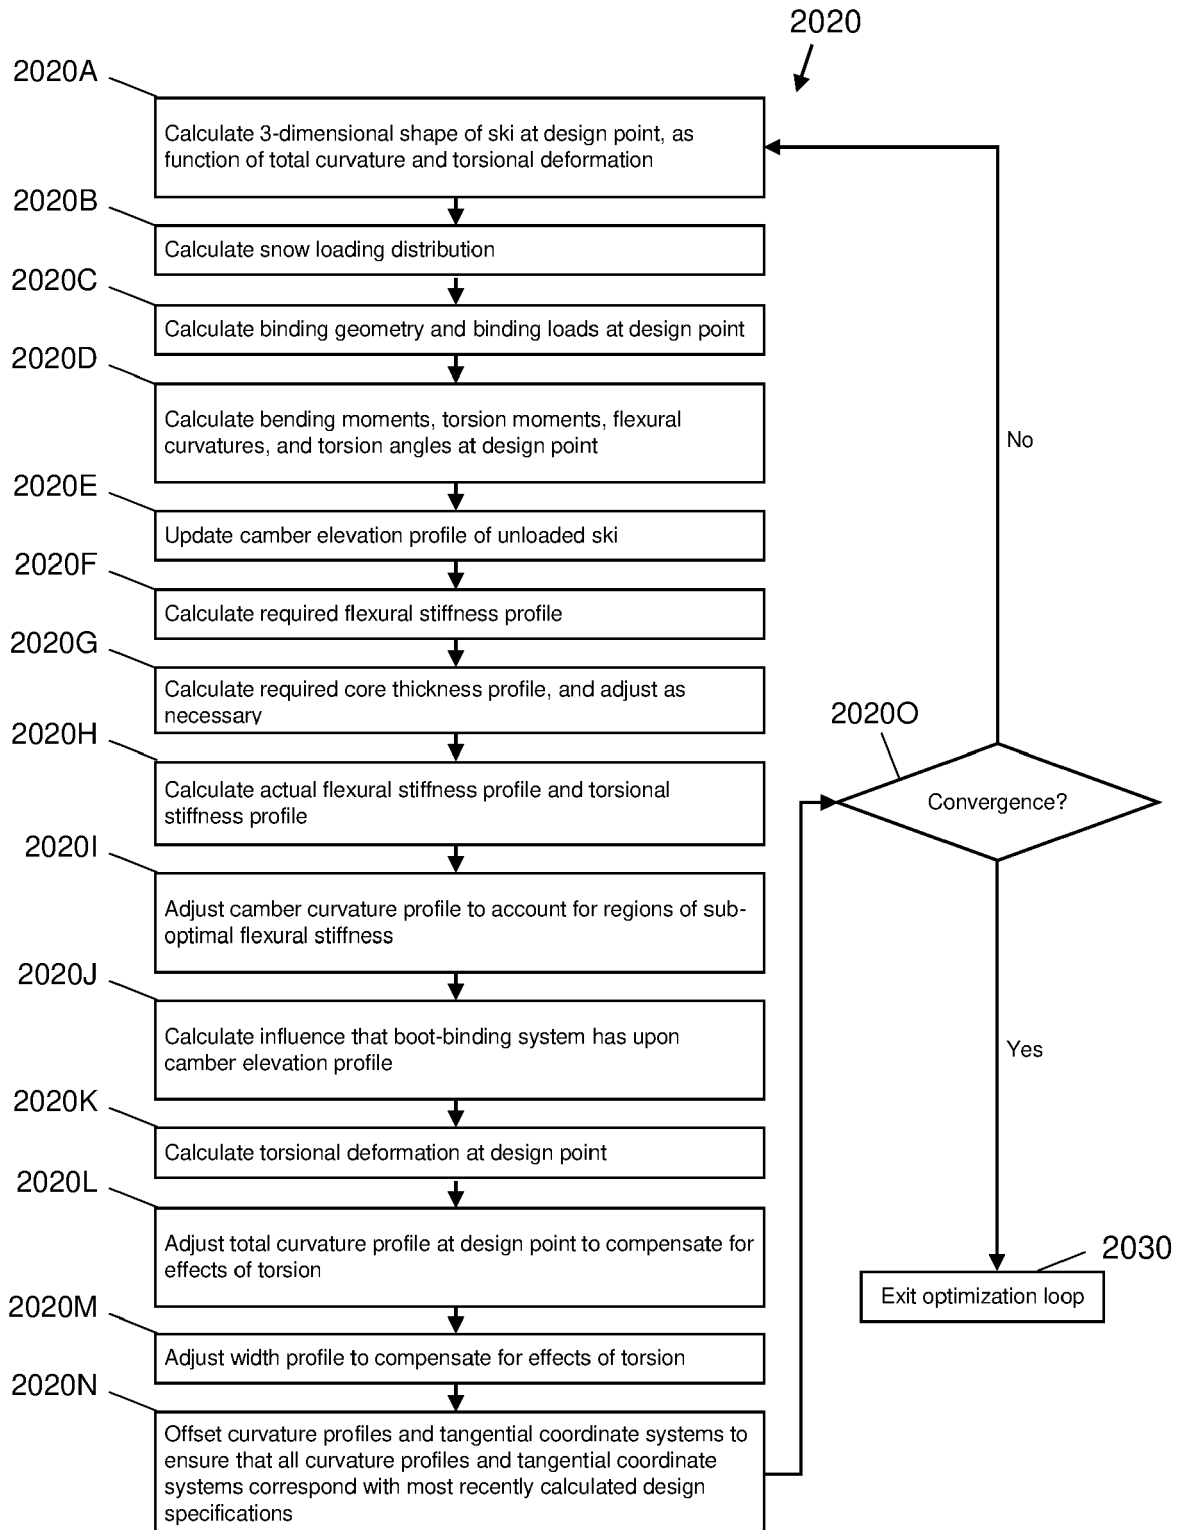 2020
2020A
Calculate 3-dimensional shape of ski at design point, as
function of total curvature and torsional deformation
2020B
Calculate snow loading distribution
2020C
Calculate binding geometry and binding loads at design point
2020D
Calculate bending moments, torsion moments, flexural
curvatures, and torsion angles at design point
No
2020E
Update camber elevation profile of unloaded ski
2020F
Calculate required flexural stiffness profile
2020G
Calculate required core thickness profile, and adjust as
necessary
2020H
Calculate actual flexural stiffness profile and torsional
stiffness profile
2020O
Convergence?
2020I
Adjust camber curvature profile to account for regions of sub-
optimal flexural stiffness
2020J
Calculate influence that boot-binding system has upon
camber elevation profile
Yes
2020K
Calculate torsional deformation at design point
2020L
Adjust total curvature profile at design point to compensate for
effects of torsion
2030
Exit optimization loop
2020M
Adjust width profile to compensate for effects of torsion
2020N
Offset curvature profiles and tangential coordinate systems to
ensure that all curvature profiles and tangential coordinate
systems correspond with most recently calculated design
specifications